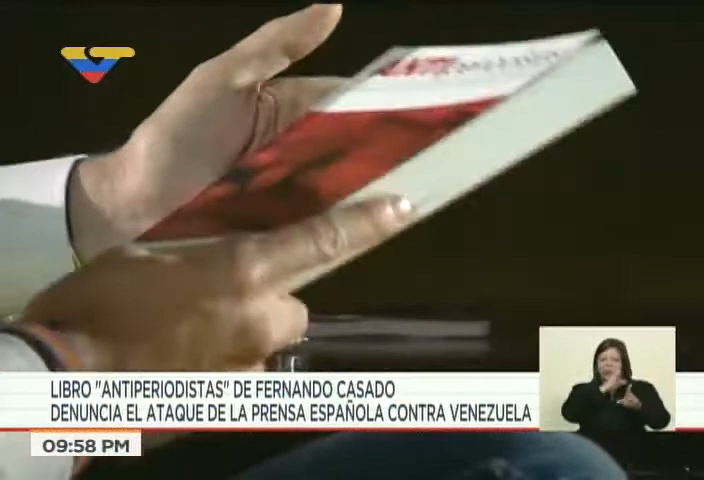 LIBRO "ANTIPERIODISTAS" DE FERNANDO CASADO
DENUNCIA EL ATAQUE DE LA PRENSA ESPAÑOLA CONTRA VENEZUELA
09:58 PM